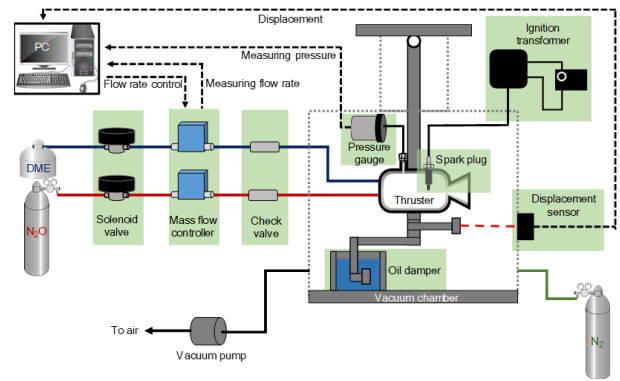 Displacement
PC
Ignition
transformer
Measuring pressure
Flow rate control
Measuring flow rate
Pressure
gauge
Spark plug
DME
Thruster
N₂O
Solenoid
valve
Mass flow
controller
Check
valve
Displacement
sensor
Oil damper
Vacuum chamber
To air
Vacuum pump
N₂